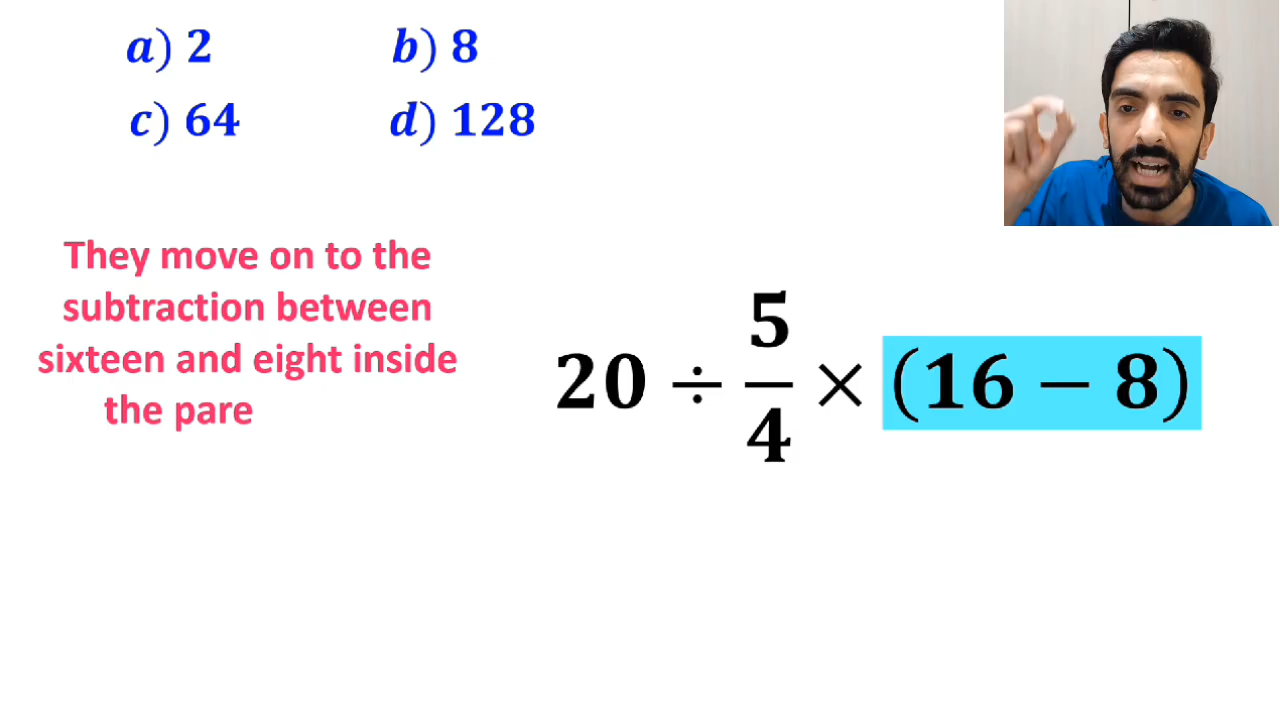 a) 2 b) 8
c) 64 d) 128
They move on to the
subtraction between
sixteen and eight inside
the pare
20 ÷ 5/4 × (16 − 8)